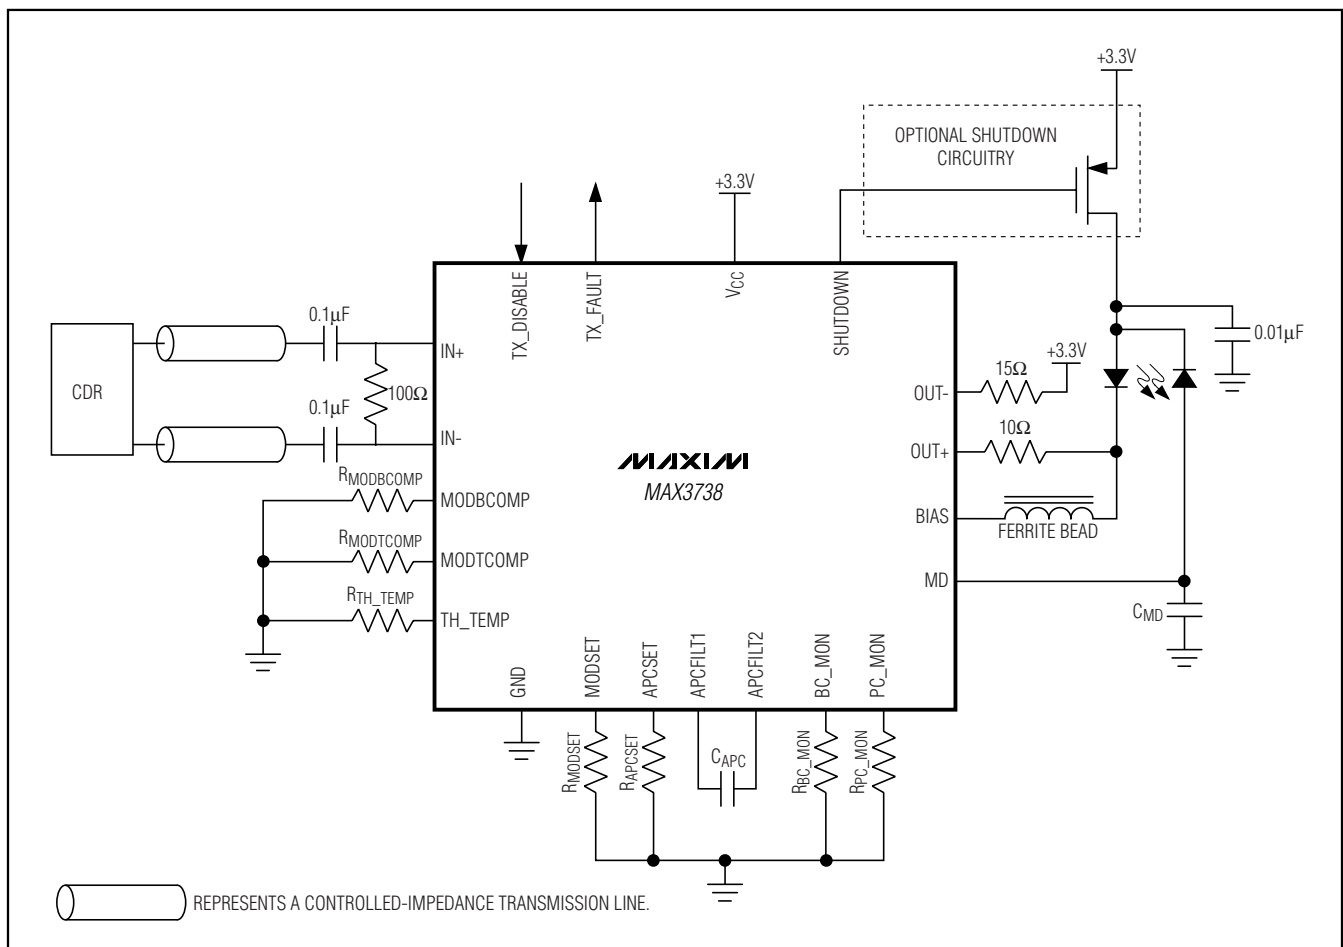 +3.3V
OPTIONAL SHUTDOWN
CIRCUITRY
+3.3V
TX_DISABLE
TX_FAULT
VCC
SHUTDOWN
0.1μF
IN+
CDR
100Ω
0.1μF
IN-
0.01μF
+3.3V
15Ω
OUT-
10Ω
OUT+
MAXIM
MAX3738
RMODBCOMP
MODBCOMP
BIAS
FERRITE BEAD
RMODTCOMP
MODTCOMP
MD
RTH_TEMP
TH_TEMP
CMD
GND
MODSET
APCSET
APCFILT1
APCFILT2
BC_MON
PC_MON
RMODSET
RAPCSET
CAPC
RBC_MON
RPC_MON
REPRESENTS A CONTROLLED-IMPEDANCE TRANSMISSION LINE.